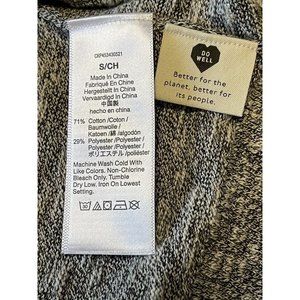 CKPW53430521
S/CH
Made In China
Fabriqué En China
Hergestellt In China
Vervaardigd In China
中国製
hecho en China
71% Cotton /Coton /
Baumwolle /
Katoen /綿 /algodón
29% Polyester /Polyester /
Polyester /Polyester /
ポリエステル /poliéster
Machine Wash Cold With
Like Colors. Non-Chlorine
Bleach Only. Tumble
Dry Low. Iron On Lowest
Setting.
DO
WELL
Better for the
planet, better for
its people.